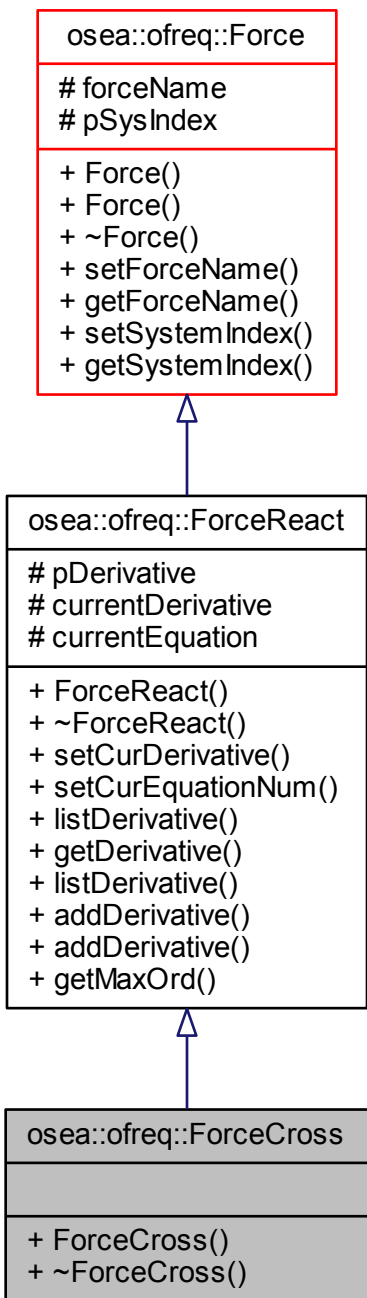 osea::ofreq::Force
# forceName
# pSysIndex
+ Force()
+ Force()
+ ~Force()
+ setForceName()
+ getForceName()
+ setSystemIndex()
+ getSystemIndex()
osea::ofreq::ForceReact
# pDerivative
# currentDerivative
# currentEquation
+ ForceReact()
+ ~ForceReact()
+ setCurDerivative()
+ setCurEquationNum()
+ listDerivative()
+ getDerivative()
+ listDerivative()
+ addDerivative()
+ addDerivative()
+ getMaxOrd()
osea::ofreq::ForceCross
+ ForceCross()
+ ~ForceCross()